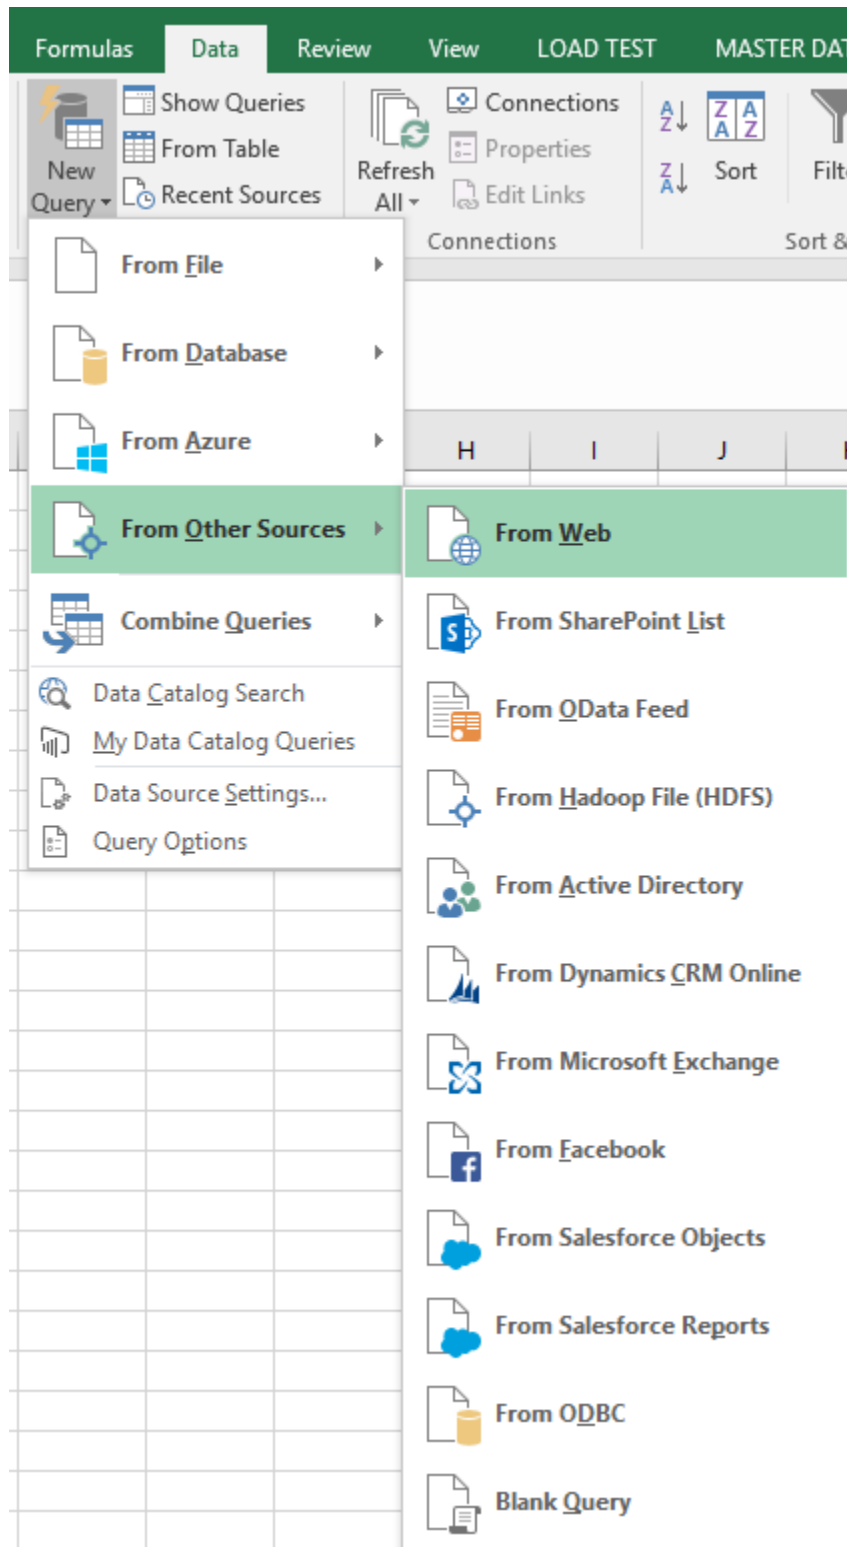 Formulas Data Review View LOAD TEST MASTER DAT
Show Queries
From Table
Recent Sources
New
Query
Refresh
All
Connections
Properties
Edit Links
Connections
A
Z
Z
A
Z A
A Z
Sort
Filt
Sort &
From File
From Database
From Azure
From Other Sources
Combine Queries
Data Catalog Search
My Data Catalog Queries
Data Source Settings...
Query Options
H I J
From Web
From SharePoint List
From OData Feed
From Hadoop File (HDFS)
From Active Directory
From Dynamics CRM Online
From Microsoft Exchange
From Facebook
From Salesforce Objects
From Salesforce Reports
From ODBC
Blank Query